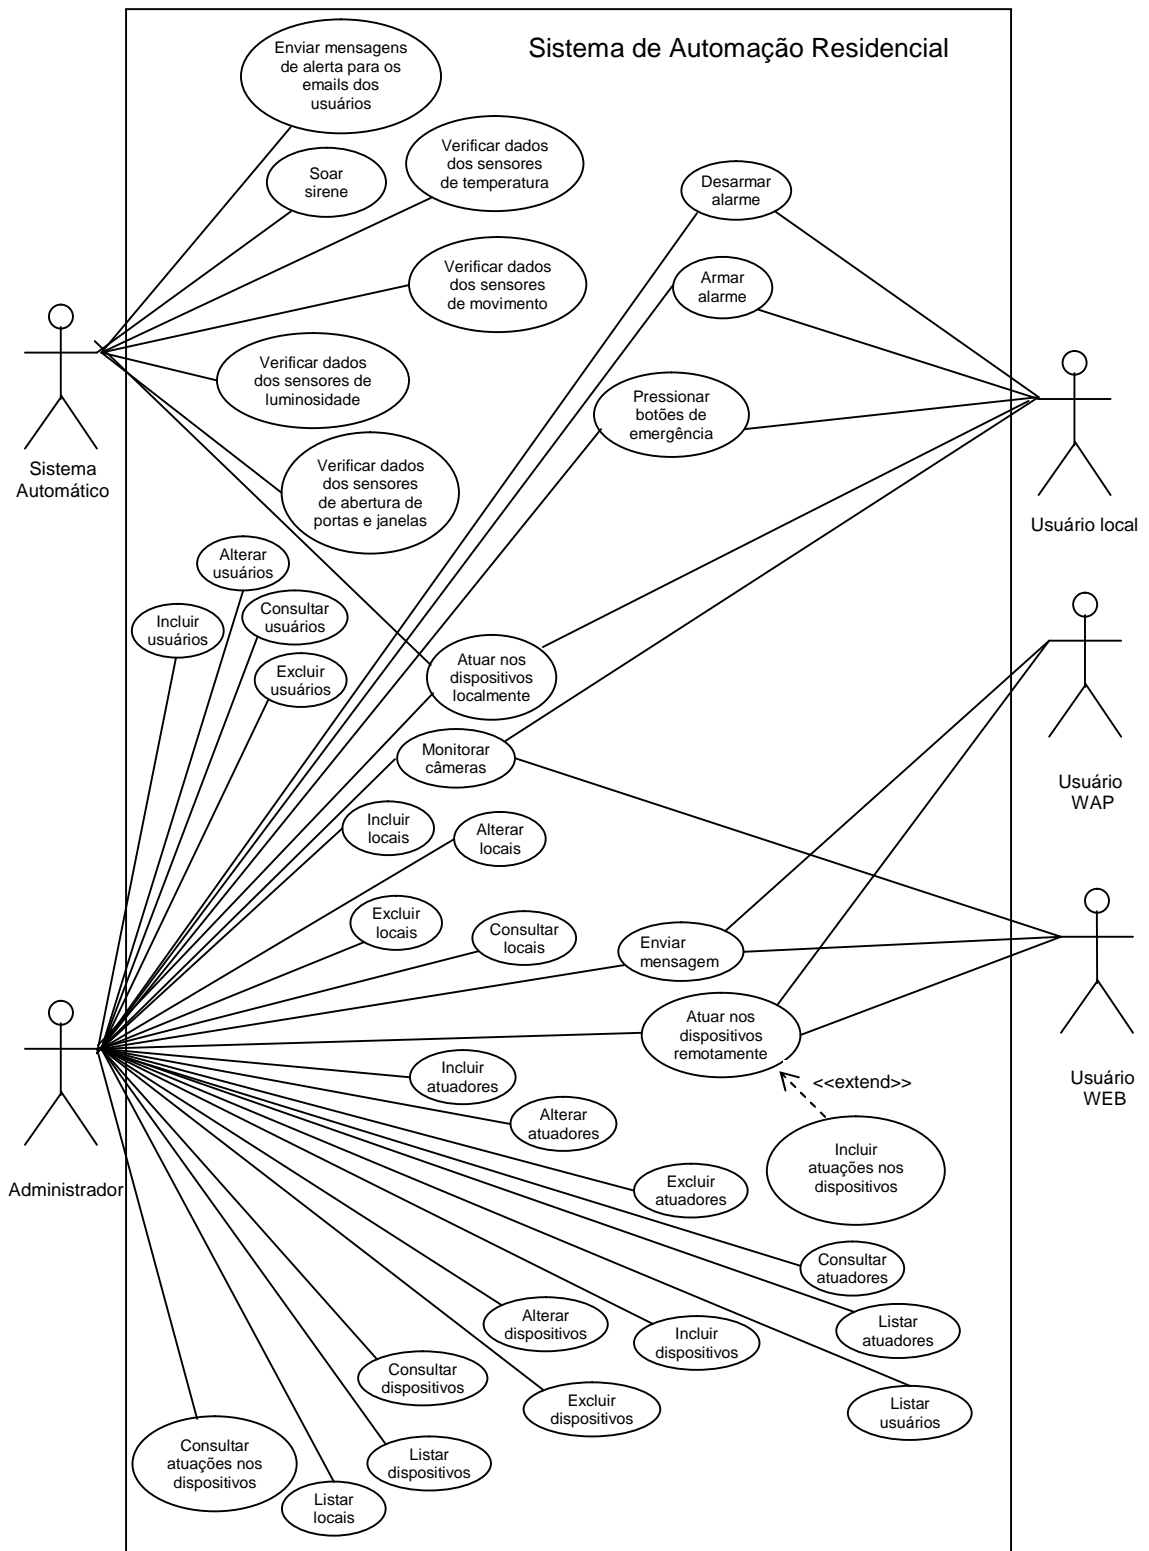 Sistema de Automação Residencial
Enviar mensagens
de alerta para os
emails dos
usuários
Verificar dados
dos sensores
de temperatura
Soar
sirene
Desarmar
alarme
Verificar dados
dos sensores
de movimento
Armar
alarme
Verificar dados
dos sensores de
luminosidade
Pressionar
botões de
emergência
Sistema
Automático
Verificar dados
dos sensores
de abertura de
portas e janelas
Usuário local
Alterar
usuários
Incluir
usuários
Consultar
usuários
Excluir
usuários
Atuar nos
dispositivos
localmente
Monitorar
câmeras
Usuário
WAP
Incluir
locais
Alterar
locais
Excluir
locais
Consultar
locais
Enviar
mensagem
Atuar nos
dispositivos
remotamente
Incluir
atuadores
<<extend>>
Usuário
WEB
Alterar
atuadores
Incluir
atuações nos
dispositivos
Administrador
Excluir
atuadores
Consultar
atuadores
Alterar
dispositivos
Incluir
dispositivos
Listar
atuadores
Consultar
dispositivos
Excluir
dispositivos
Listar
usuários
Consultar
atuações nos
dispositivos
Listar
dispositivos
Listar
locais